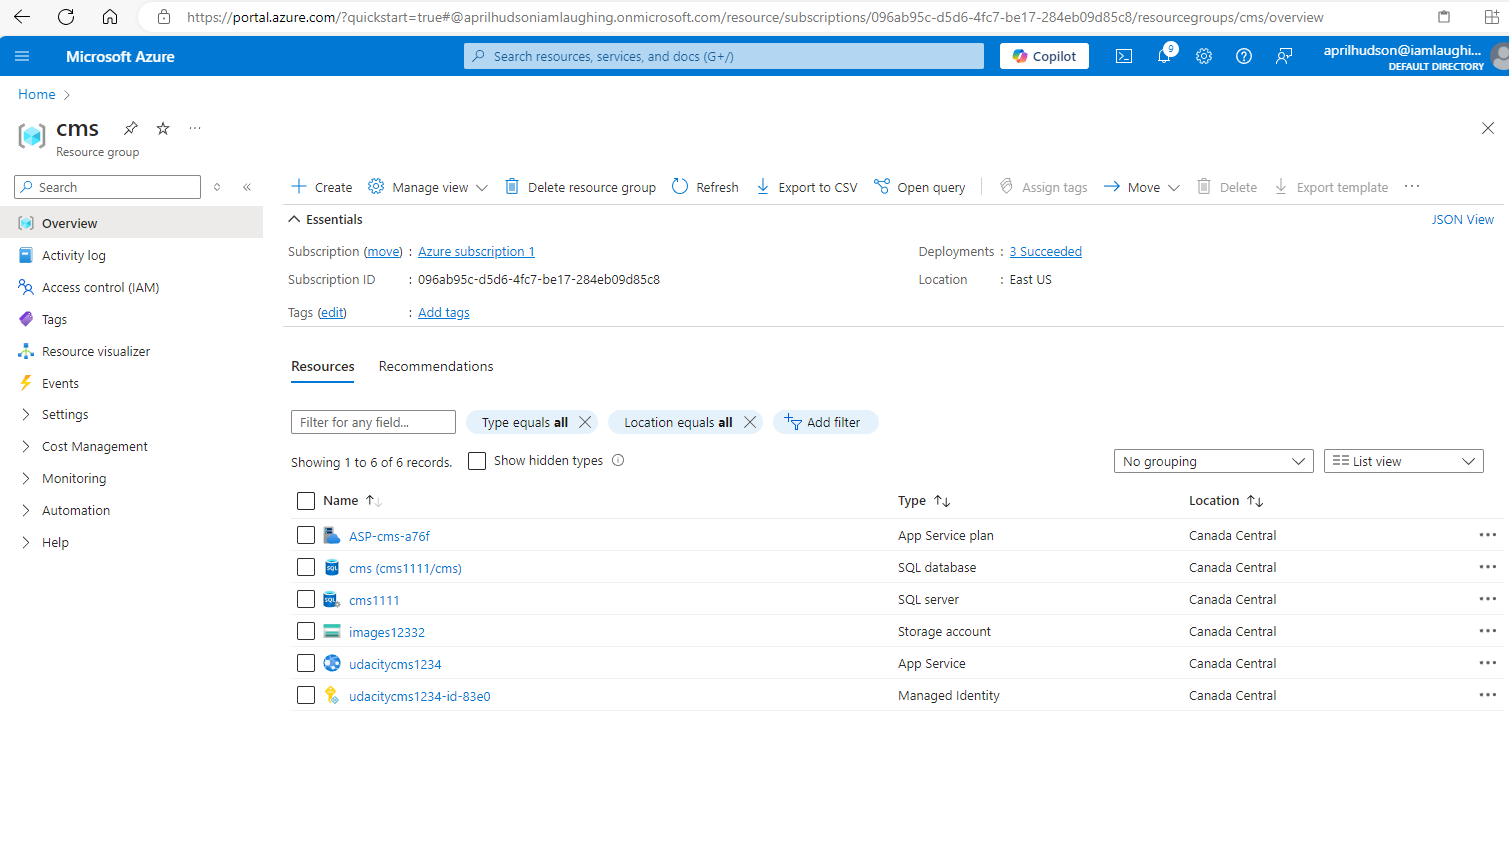 https://portal.azure.com/?quickstart=true#@aprilhudsoniamlaughing.onmicrosoft.com/resource/subscriptions/096ab95c-d5d6-4fc7-be17-284eb09d85c8/resourcegroups/cms/overview
Microsoft Azure
Search resources, services, and docs (G+/)
Copilot
9
aprilhudson@iamlaughi...
DEFAULT DIRECTORY
Home
cms
Resource group
Search
Overview
Activity log
Access control (IAM)
Tags
Resource visualizer
Events
Settings
Cost Management
Monitoring
Automation
Help
Create Manage view Delete resource group Refresh Export to CSV Open query Assign tags Move Delete Export template
Essentials
JSON View
Subscription (move) : Azure subscription 1
Deployments : 3 Succeeded
Subscription ID : 096ab95c-d5d6-4fc7-be17-284eb09d85c8
Location : East US
Tags (edit) : Add tags
Resources Recommendations
Filter for any field... Type equals all Location equals all Add filter
Showing 1 to 6 of 6 records. Show hidden types
No grouping List view
Name Type Location
ASP-cms-a76f App Service plan Canada Central
SQL cms (cms1111/cms) SQL database Canada Central
SQL cms1111 SQL server Canada Central
images12332 Storage account Canada Central
udacitycms1234 App Service Canada Central
udacitycms1234-id-83e0 Managed Identity Canada Central